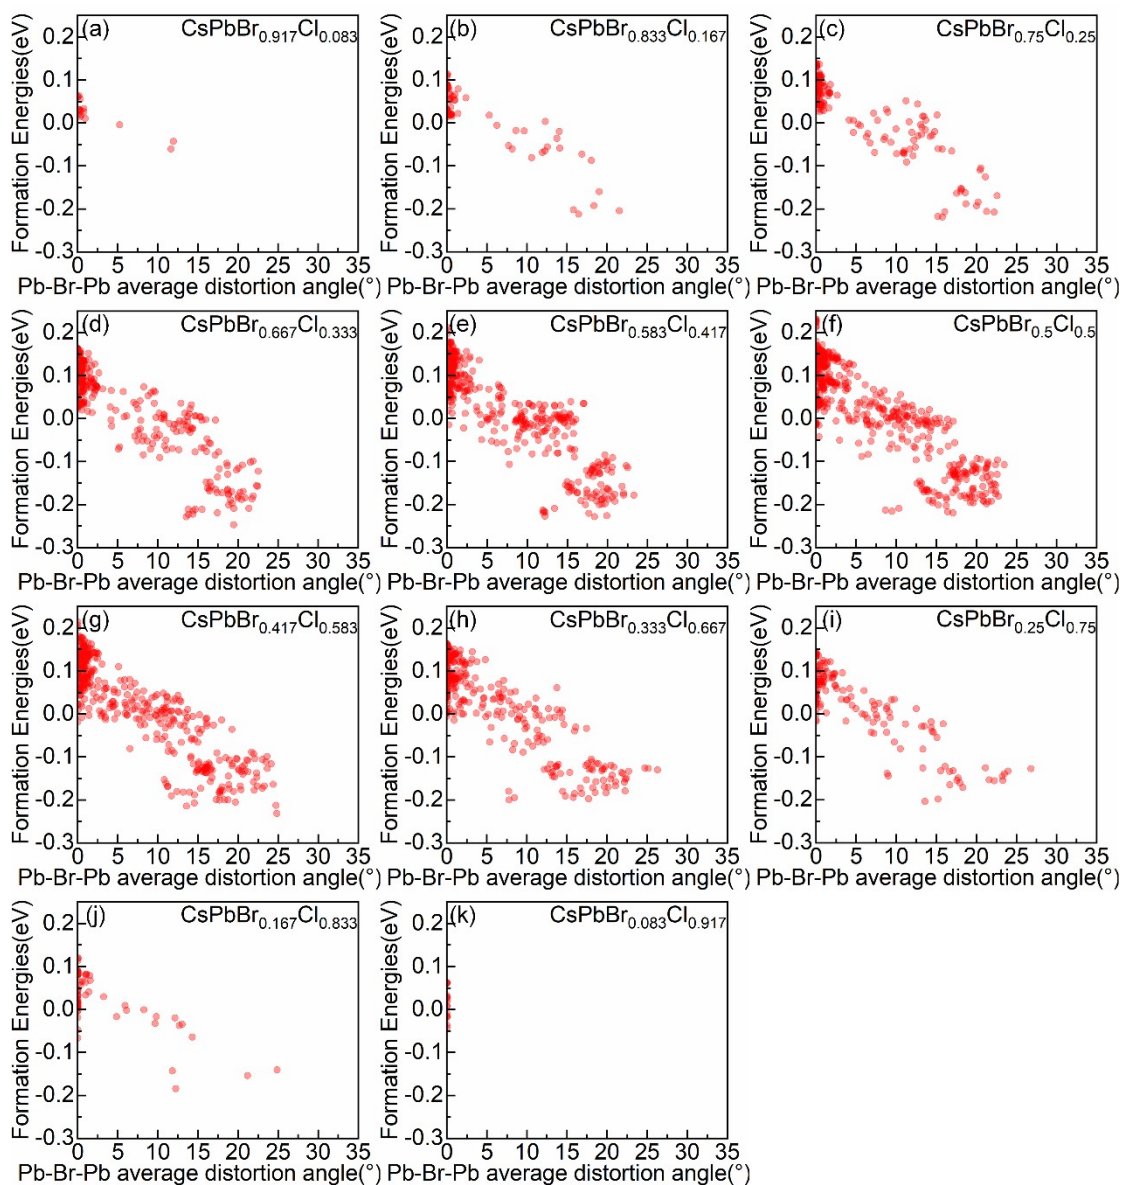 (a) CsPbBr0.917Cl0.083
(b) CsPbBr0.833Cl0.167
(c) CsPbBr0.75Cl0.25
Formation Energies(eV)
0.2
0.1
0.0
-0.1
-0.2
-0.3
Formation Energies(eV)
0.2
0.1
0.0
-0.1
-0.2
-0.3
Formation Energies(eV)
0.2
0.1
0.0
-0.1
-0.2
-0.3
0 5 10 15 20 25 30 35
0 5 10 15 20 25 30 35
0 5 10 15 20 25 30 35
Pb-Br-Pb average distortion angle(°)
Pb-Br-Pb average distortion angle(°)
Pb-Br-Pb average distortion angle(°)
(d) CsPbBr0.667Cl0.333
(e) CsPbBr0.583Cl0.417
(f) CsPbBr0.5Cl0.5
Formation Energies(eV)
0.2
0.1
0.0
-0.1
-0.2
-0.3
Formation Energies(eV)
0.2
0.1
0.0
-0.1
-0.2
-0.3
Formation Energies(eV)
0.2
0.1
0.0
-0.1
-0.2
-0.3
0 5 10 15 20 25 30 35
0 5 10 15 20 25 30 35
0 5 10 15 20 25 30 35
Pb-Br-Pb average distortion angle(°)
Pb-Br-Pb average distortion angle(°)
Pb-Br-Pb average distortion angle(°)
(g) CsPbBr0.417Cl0.583
(h) CsPbBr0.333Cl0.667
(i) CsPbBr0.25Cl0.75
Formation Energies(eV)
0.2
0.1
0.0
-0.1
-0.2
-0.3
Formation Energies(eV)
0.2
0.1
0.0
-0.1
-0.2
-0.3
Formation Energies(eV)
0.2
0.1
0.0
-0.1
-0.2
-0.3
0 5 10 15 20 25 30 35
0 5 10 15 20 25 30 35
0 5 10 15 20 25 30 35
Pb-Br-Pb average distortion angle(°)
Pb-Br-Pb average distortion angle(°)
Pb-Br-Pb average distortion angle(°)
(j) CsPbBr0.167Cl0.833
(k) CsPbBr0.083Cl0.917
Formation Energies(eV)
0.2
0.1
0.0
-0.1
-0.2
-0.3
Formation Energies(eV)
0.2
0.1
0.0
-0.1
-0.2
-0.3
0 5 10 15 20 25 30 35
0 5 10 15 20 25 30 35
Pb-Br-Pb average distortion angle(°)
Pb-Br-Pb average distortion angle(°)